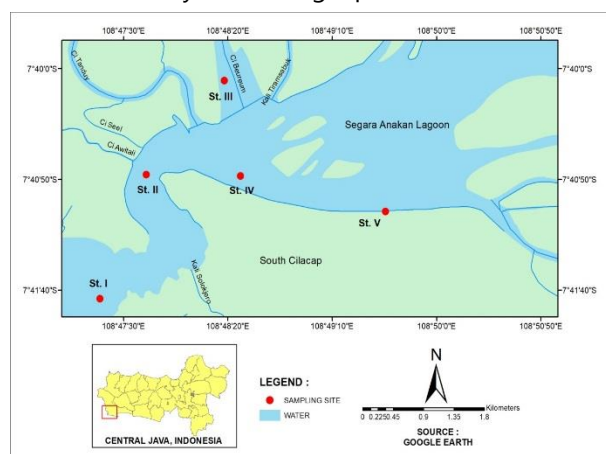 108°47'30"E 108°48'20"E 108°49'10"E 108°50'0"E 108°50'50"E
7°40'0"S
7°40'0"S
Ci Tanduy
St. III
Ci Beureum
Kali Tiramasbuk
Segara Anakan Lagoon
Ci Seel
Ci Awitali
7°40'50"S
7°40'50"S
St. II
St. IV
St. V
South Cilacap
Kali Solokjero
St. I
7°41'40"S
7°41'40"S
108°47'30"E 108°48'20"E 108°49'10"E 108°50'0"E 108°50'50"E
CENTRAL JAVA, INDONESIA
LEGEND :
SAMPLING SITE
WATER
N
Kilometers
0 0.225 0.45 0.9 1.35 1.8
SOURCE :
GOOGLE EARTH